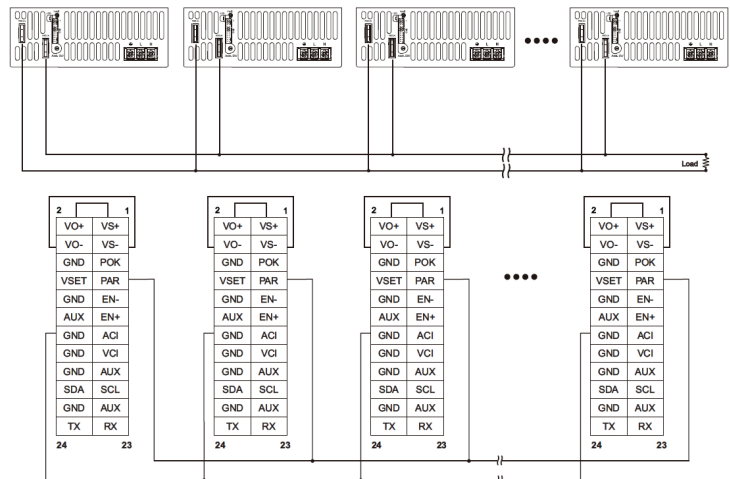 Load
2 1 2 1 2 1 2 1
VO+ VS+ VO+ VS+ VO+ VS+ VO+ VS+
VO- VS- VO- VS- VO- VS- VO- VS-
GND POK GND POK GND POK GND POK
VSET PAR VSET PAR VSET PAR VSET PAR
GND EN- GND EN- GND EN- GND EN-
AUX EN+ AUX EN+ AUX EN+ AUX EN+
GND ACI GND ACI GND ACI GND ACI
GND VCI GND VCI GND VCI GND VCI
GND AUX GND AUX GND AUX GND AUX
SDA SCL SDA SCL SDA SCL SDA SCL
GND AUX GND AUX GND AUX GND AUX
TX RX TX RX TX RX TX RX
24 23 24 23 24 23 24 23